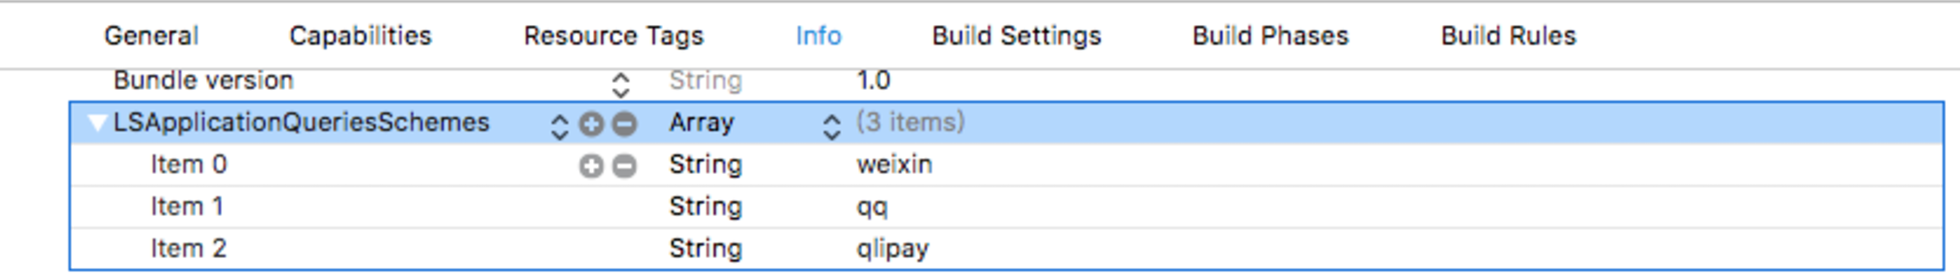 General Capabilities Resource Tags Info Build Settings Build Phases Build Rules
Bundle version String 1.0
LSApplicationQueriesSchemes Array (3 items)
Item 0 String weixin
Item 1 String qq
Item 2 String qlipay